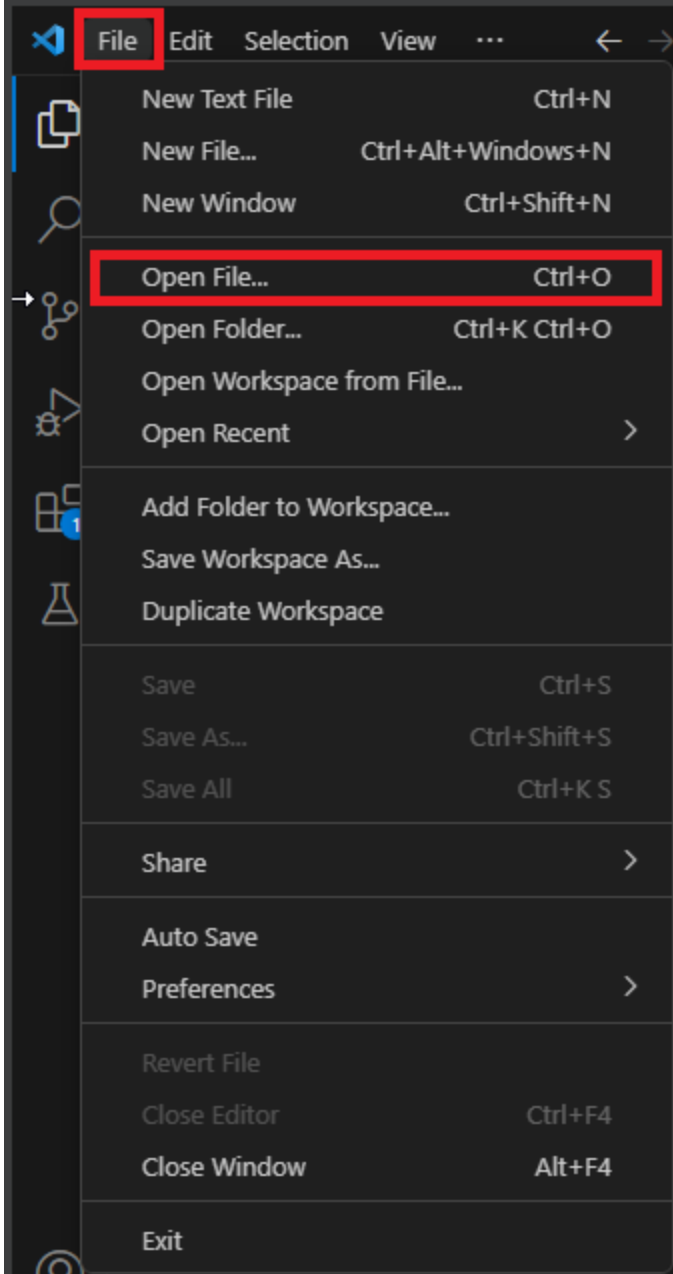 File Edit Selection View ...
New Text File Ctrl+N
New File... Ctrl+Alt+Windows+N
New Window Ctrl+Shift+N
Open File... Ctrl+O
Open Folder... Ctrl+K Ctrl+O
Open Workspace from File...
Open Recent
1
Add Folder to Workspace...
Save Workspace As...
Duplicate Workspace
Save Ctrl+S
Save As... Ctrl+Shift+S
Save All Ctrl+K S
Share
Auto Save
Preferences
Revert File
Close Editor Ctrl+F4
Close Window Alt+F4
Exit